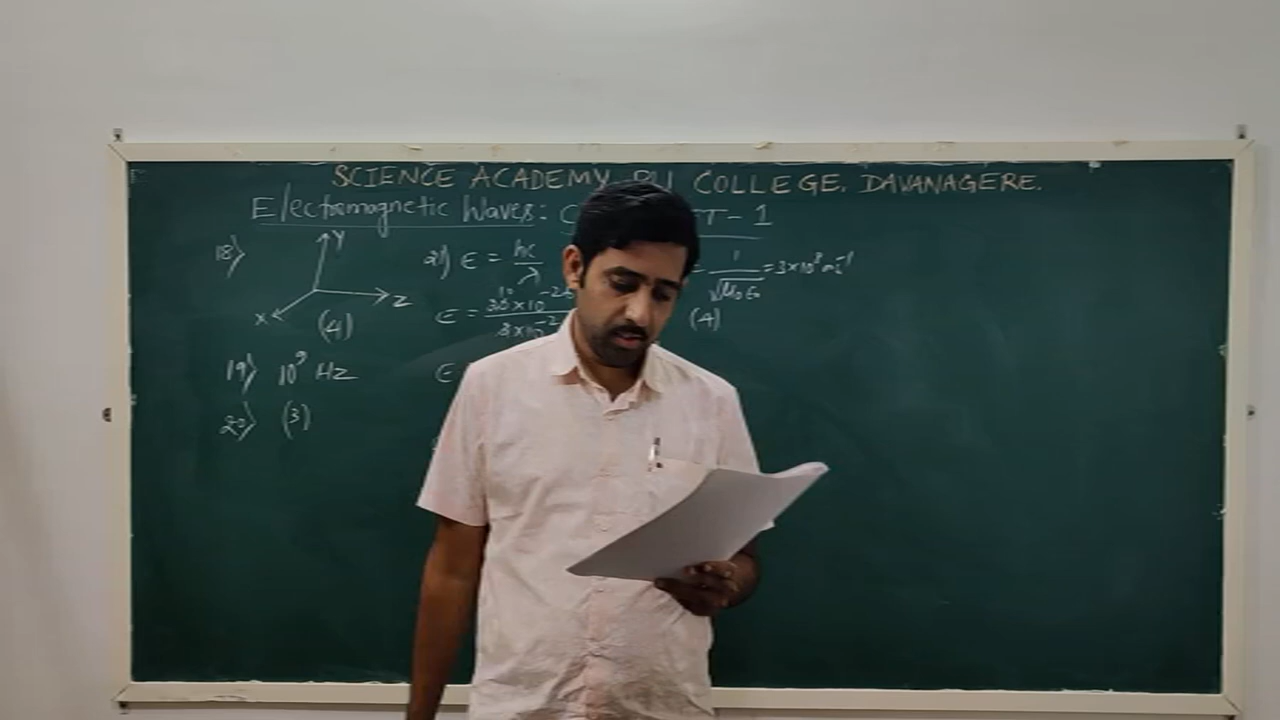 SCIENCE ACADEMY PU COLLEGE, DAVANAGERE.
Electromagnetic Waves: T-1
18) Y
X Z
(4)
19) 10⁹ Hz
20) (3)
21) E = hc/λ
E =
E
= 1/√μ₀ε₀ = 3×10⁸ ms⁻¹
(4)